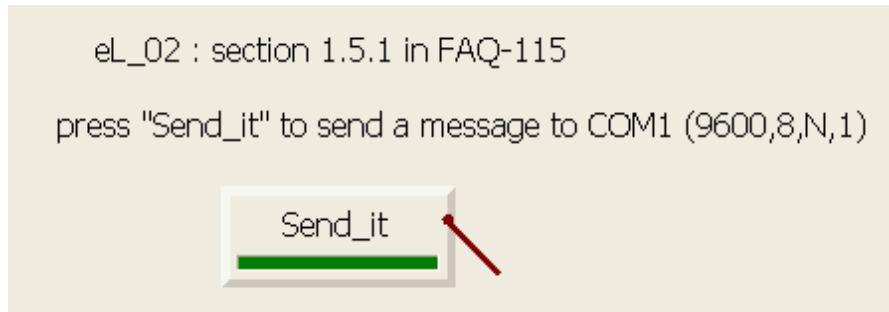 eL_02 : section 1.5.1 in FAQ-115
press "Send_it" to send a message to COM1 (9600,8,N,1)
Send_it